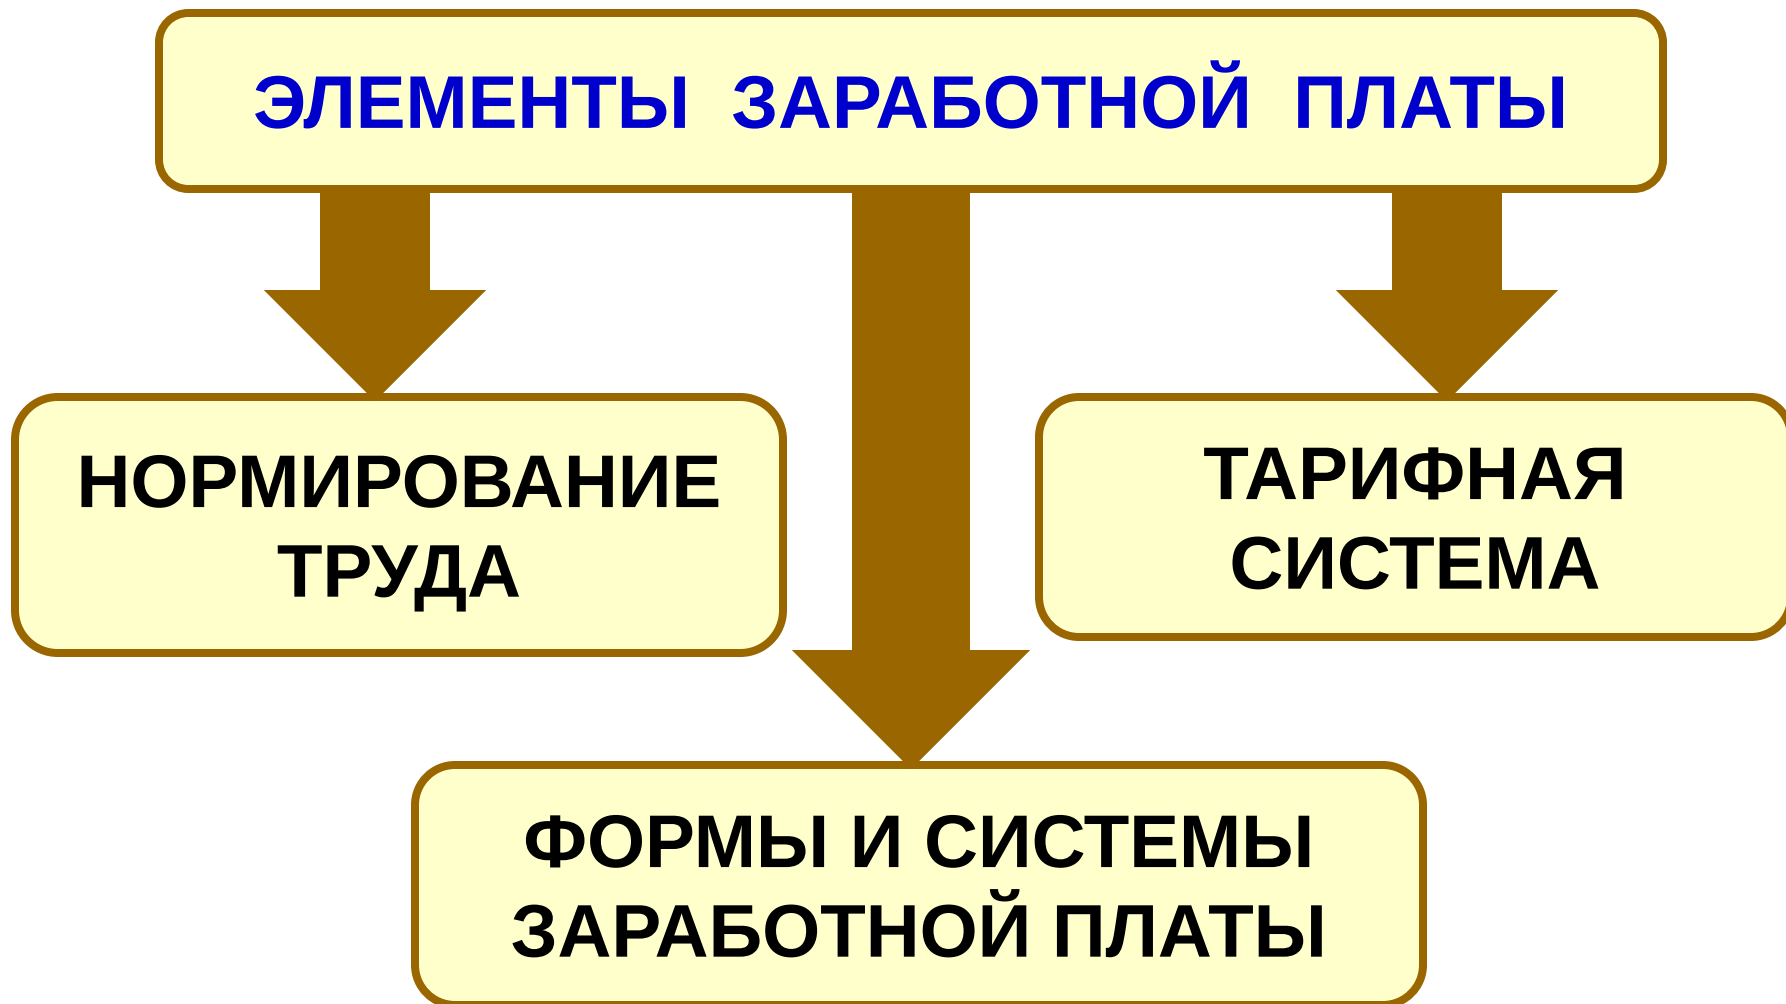 ЭЛЕМЕНТЫ ЗАРАБОТНОЙ ПЛАТЫ
НОРМИРОВАНИЕ
ТРУДА
ТАРИФНАЯ
СИСТЕМА
ФОРМЫ И СИСТЕМЫ
ЗАРАБОТНОЙ ПЛАТЫ